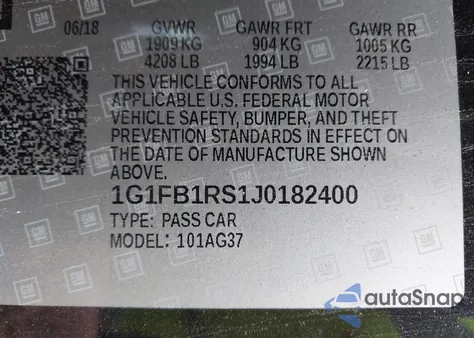 06/18 GVWR GAWR FRT GAWR RR
1909 KG 904 KG 1005 KG
4208 LB 1994 LB 2215 LB
THIS VEHICLE CONFORMS TO ALL
APPLICABLE U.S. FEDERAL MOTOR
VEHICLE SAFETY, BUMPER, AND THEFT
PREVENTION STANDARDS IN EFFECT ON
THE DATE OF MANUFACTURE SHOWN
ABOVE.
1G1FB1RS1J0182400
TYPE: PASS CAR
MODEL: 101AG37
GM
autoSnap